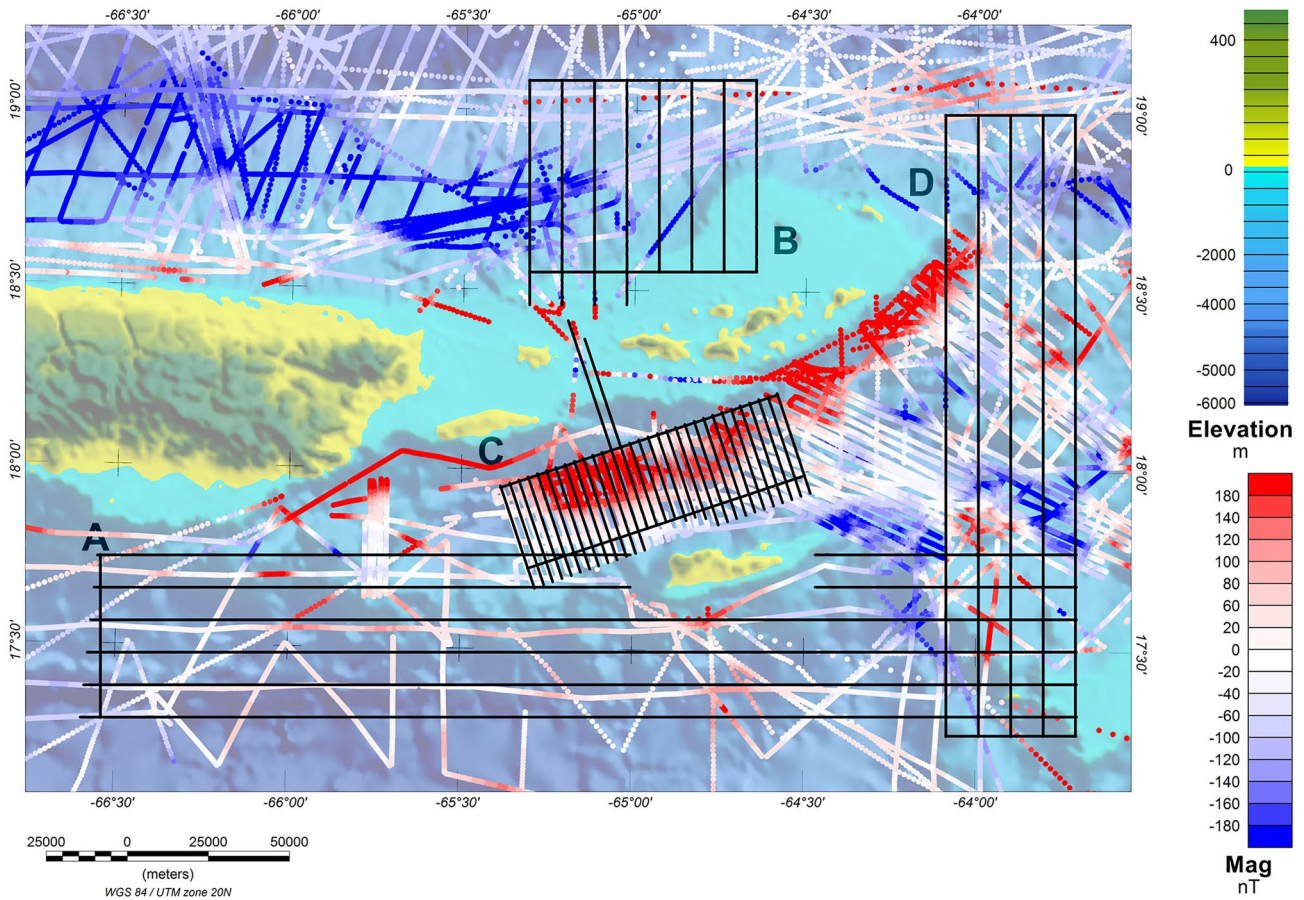 -66°30' -66°00' -65°30' -65°00' -64°30' -64°00'
19°00' 19°00'
18°30' 18°30'
18°00' 18°00'
17°30' 17°30'
D
B
C
A
-66°30' -66°00' -65°30' -65°00' -64°30' -64°00'
25000 0 25000 50000
(meters)
WGS 84 / UTM zone 20N
400
0
-2000
-4000
-5000
-6000
Elevation
m
180
140
120
100
80
60
20
0
-20
-40
-60
-100
-120
-140
-160
-180
Mag
nT